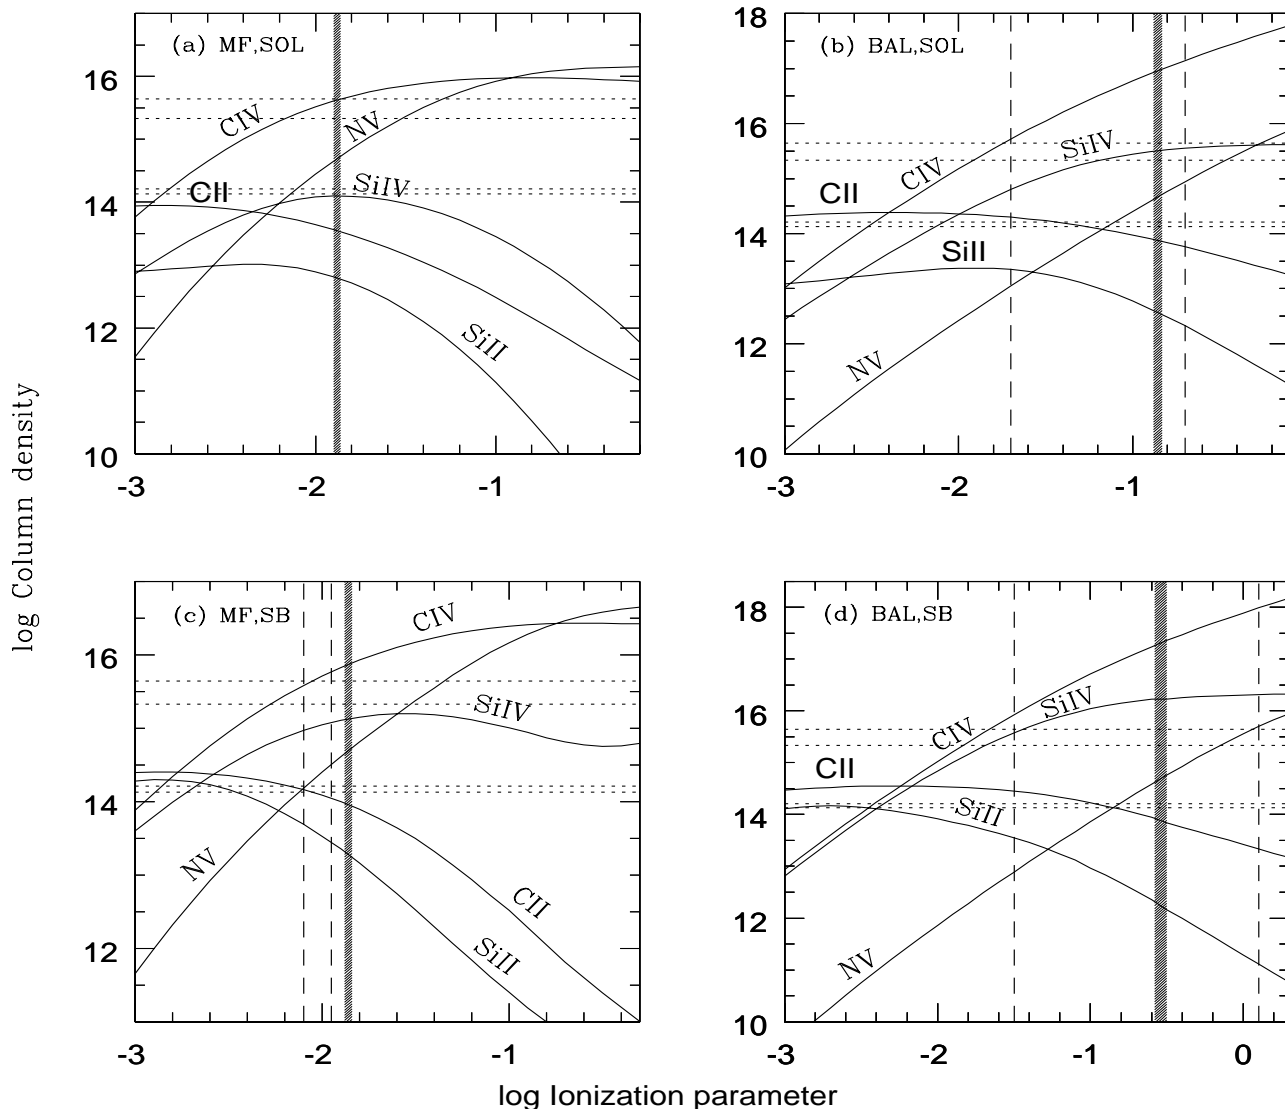 (a) MF,SOL
16
14
12
10
CIV
NV
CII
SiIV
SiII
-3
-2
-1
(b) BAL,SOL
18
16
14
12
10
CIV
SiIV
CII
SiII
NV
-3
-2
-1
log Column density
(c) MF,SB
16
14
12
CIV
SiIV
NV
CII
SiII
-3
-2
-1
(d) BAL,SB
18
16
14
12
10
CIV
SiIV
CII
SiII
NV
-3
-2
-1
0
log Ionization parameter